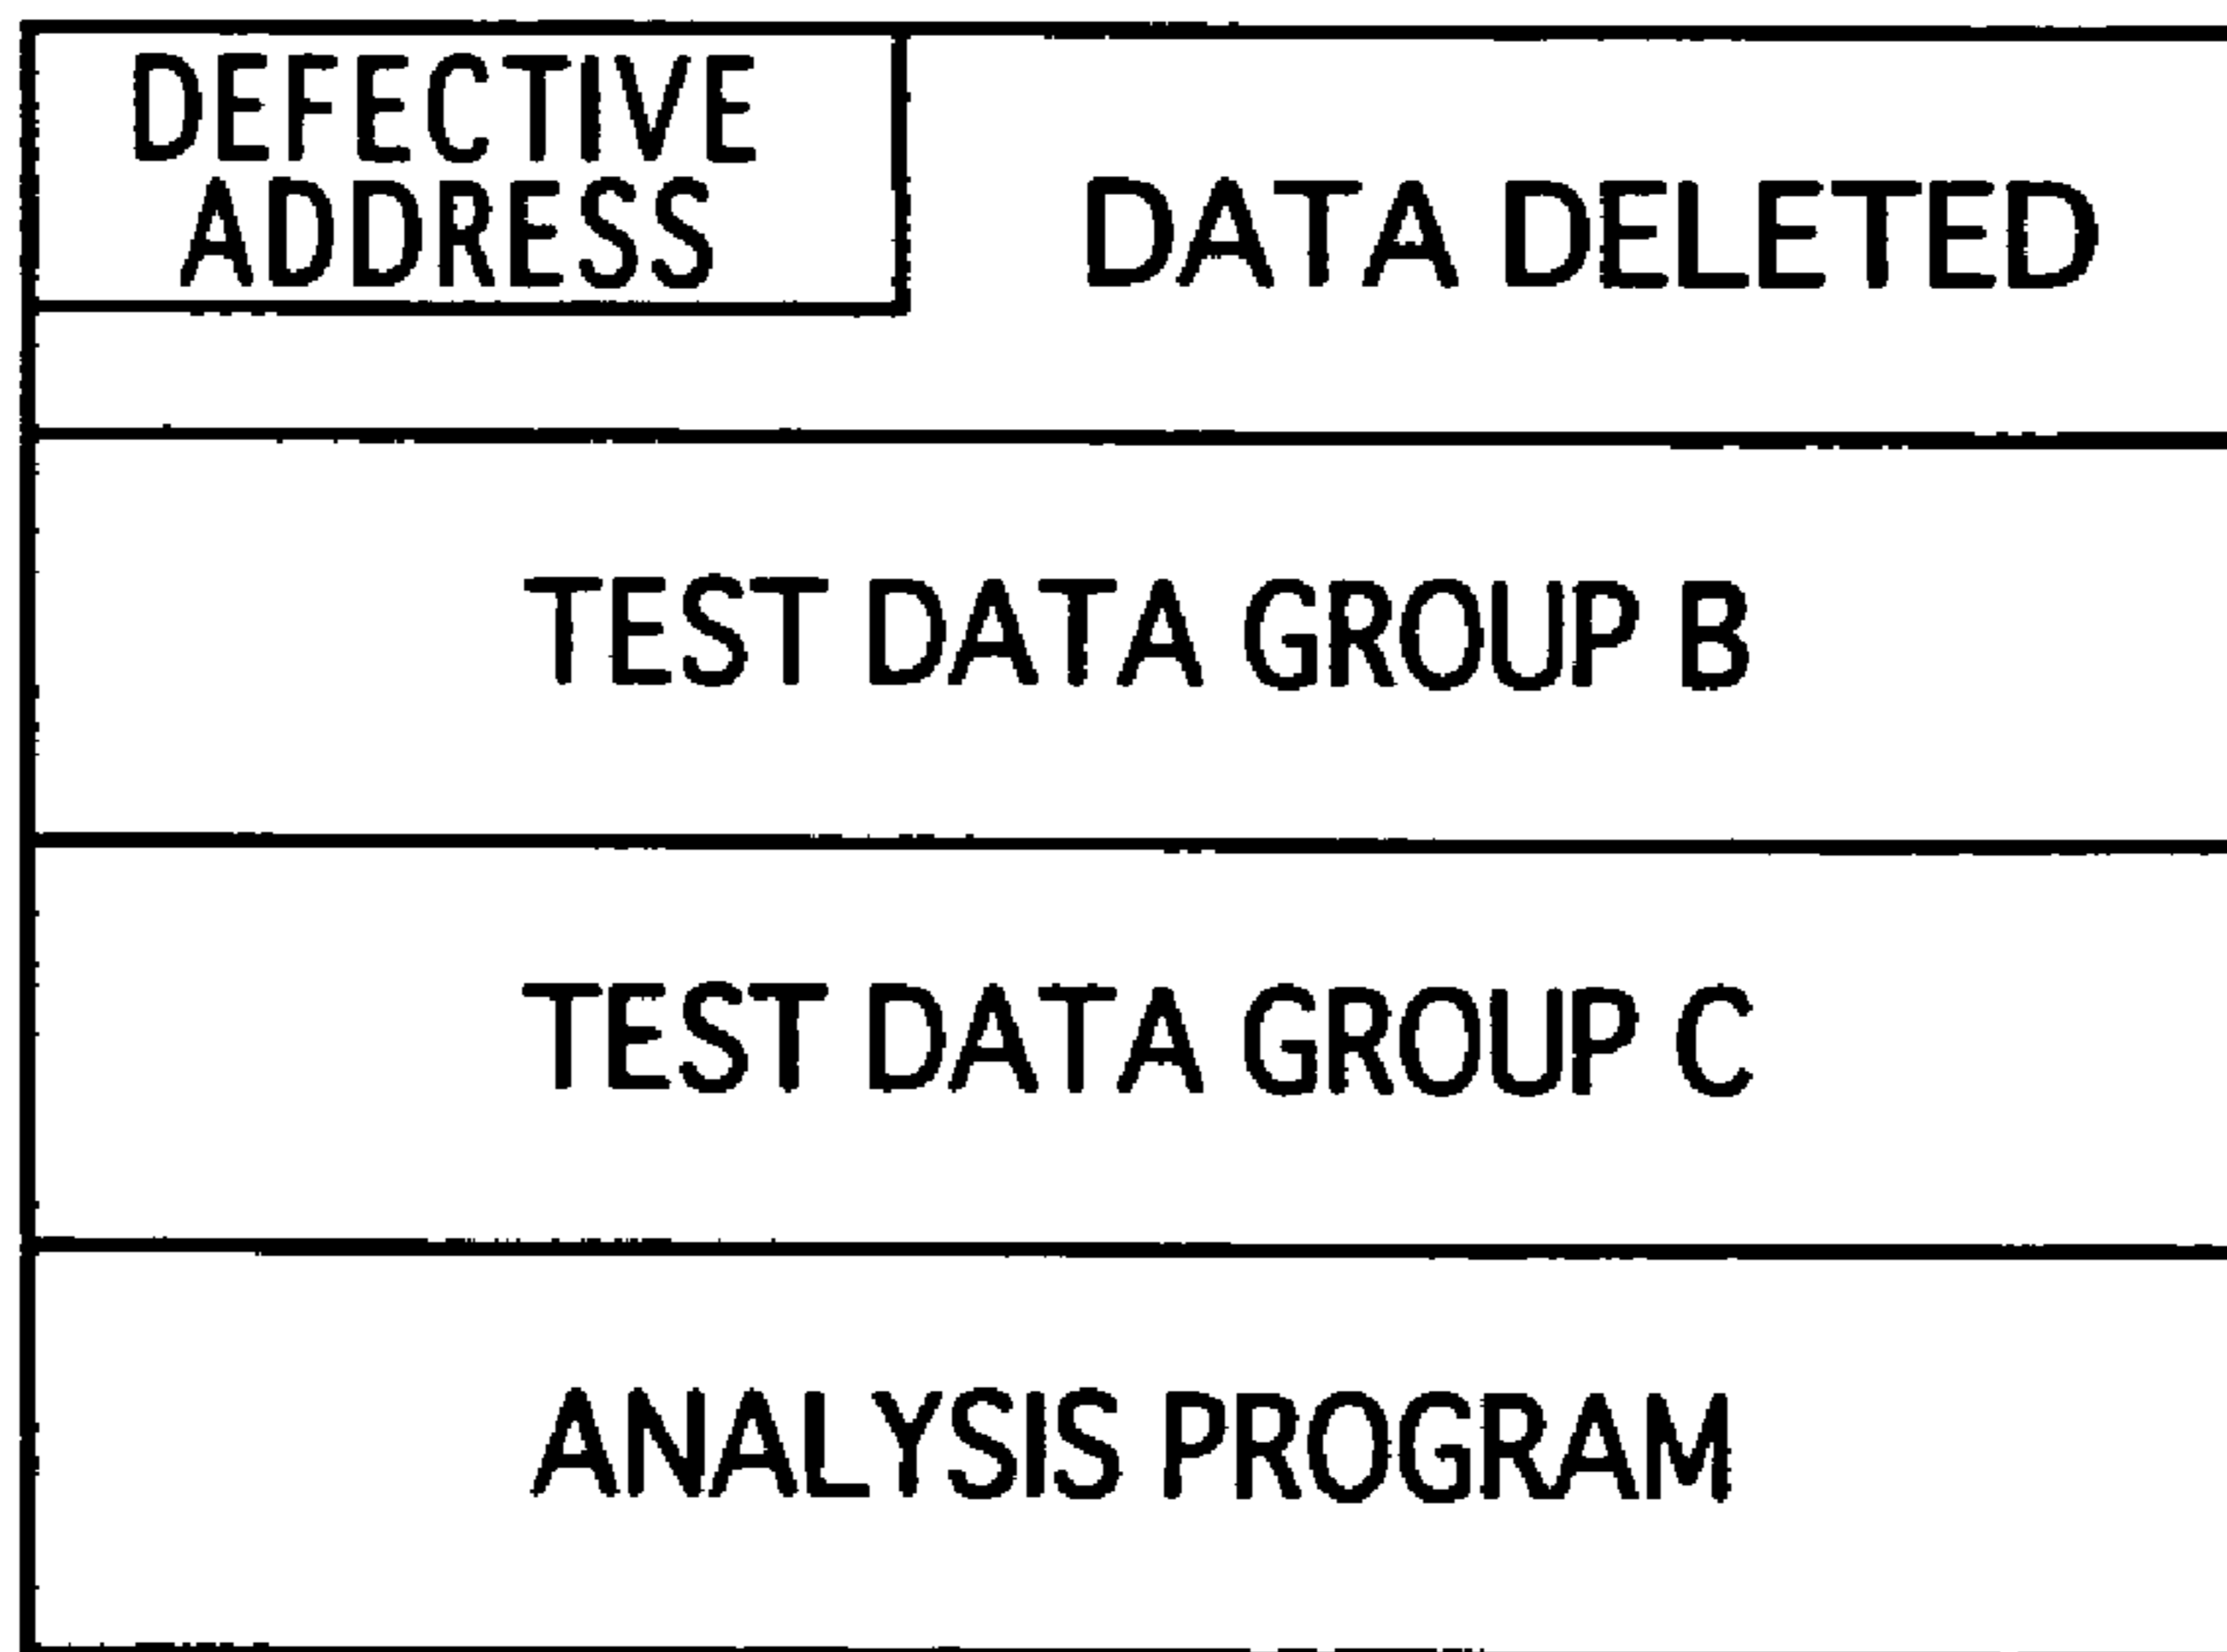 DEFECTIVE
ADDRESS
DATA DELETED
TEST DATA GROUP B
TEST DATA GROUP C
ANALYSIS PROGRAM